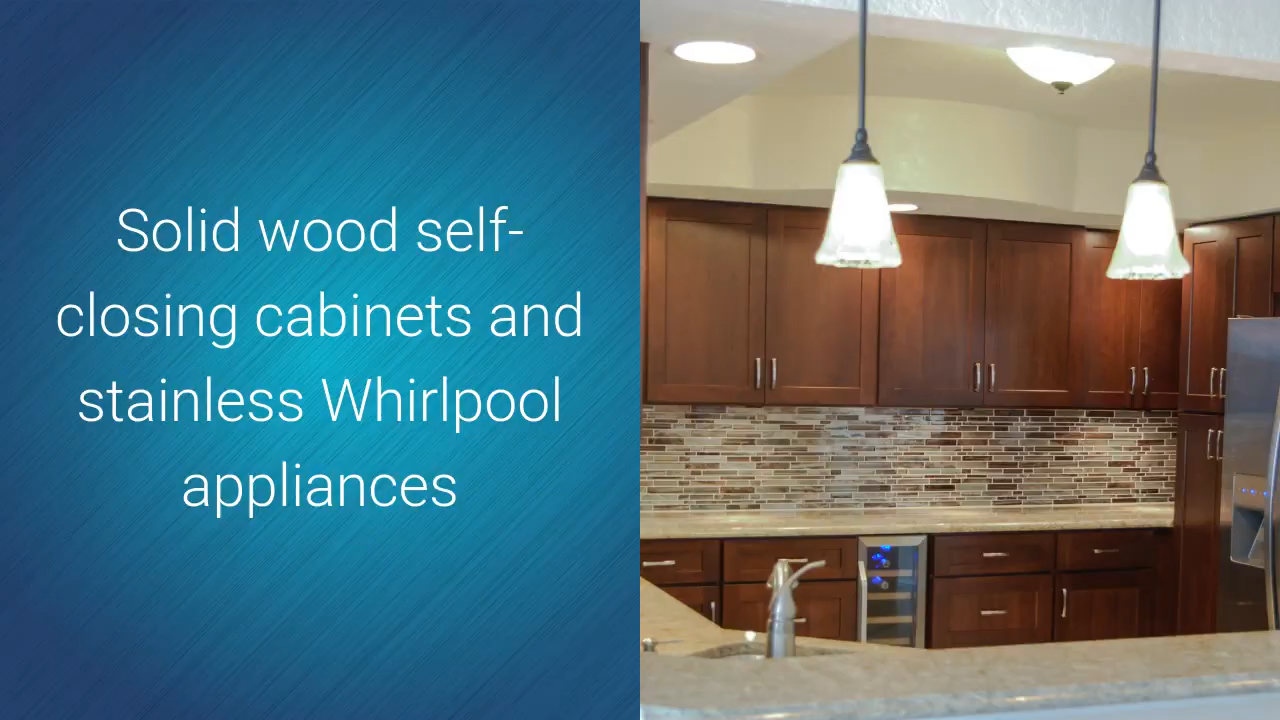 Solid wood self-
closing cabinets and
stainless Whirlpool
appliances